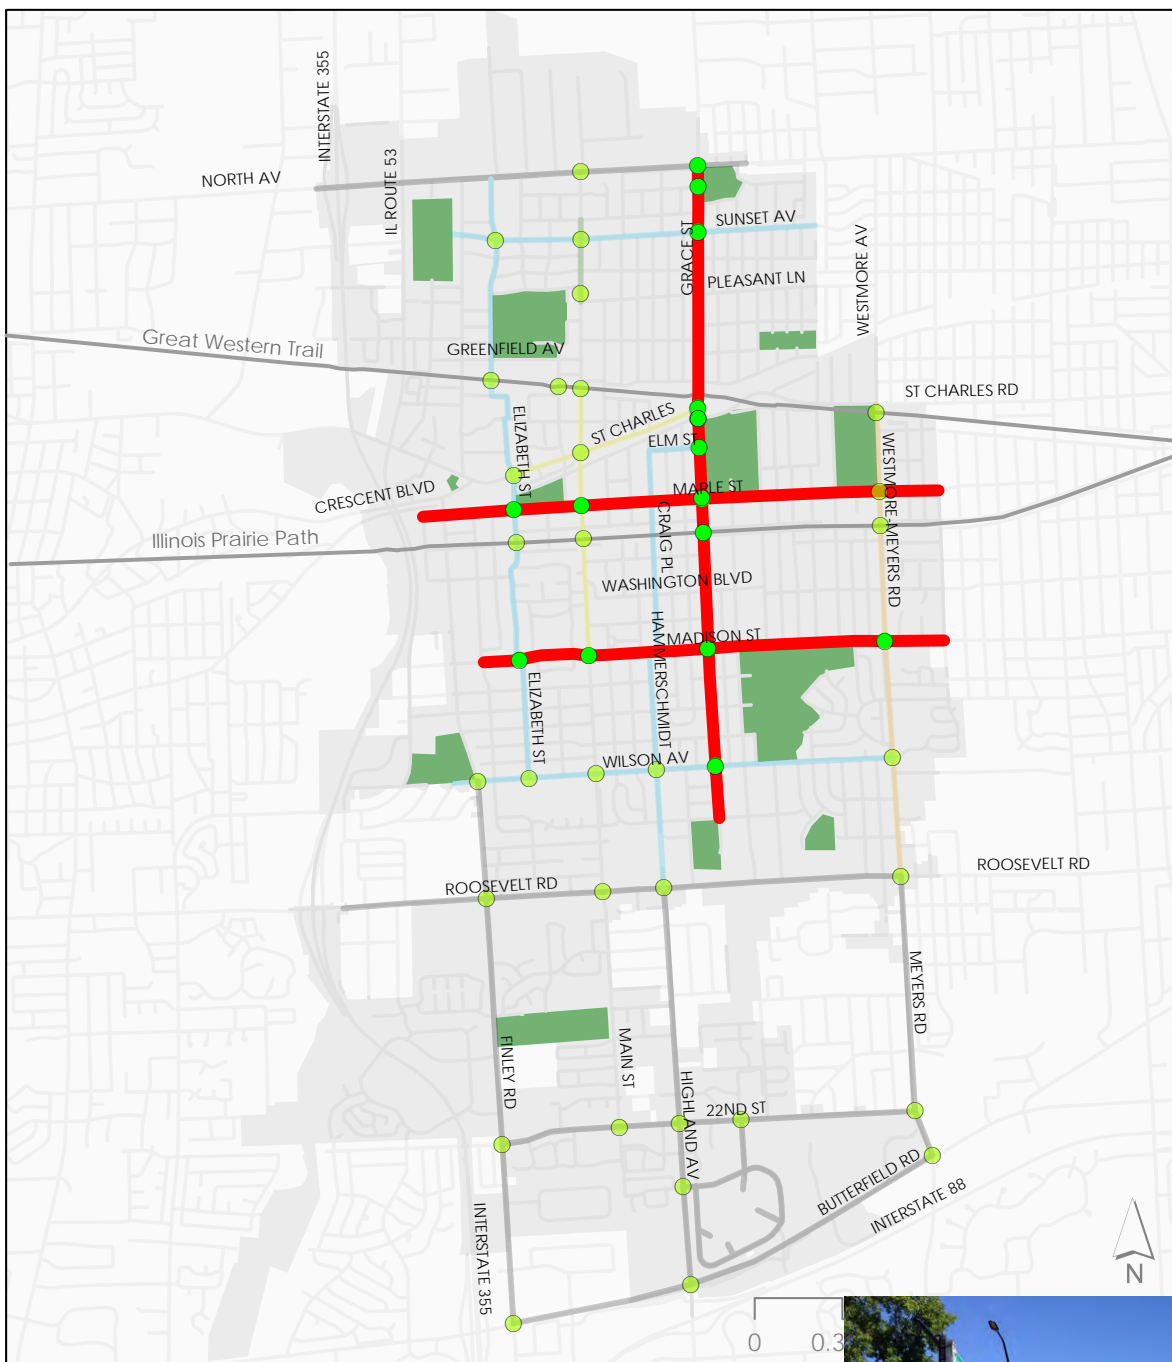 INTERSTATE 355
IL ROUTE 53
NORTH AV
SUNSET AV
GRACE ST
PLEASANT LN
WESTMORE AV
Great Western Trail
GREENFIELD AV
ST CHARLES RD
ST CHARLES
ELIZABETH ST
ELM ST
CRESCENT BLVD
MAPLE ST
WESTMORE-MEYERS RD
Illinois Prairie Path
CRAIG PL
WASHINGTON BLVD
MADISON ST
HAMMERSCHMIDT
ELIZABETH ST
WILSON AV
ROOSEVELT RD
ROOSEVELT RD
MEYERS RD
FINLEY RD
MAIN ST
HIGHLAND AV
22ND ST
BUTTERFIELD RD
INTERSTATE 88
INTERSTATE 355
N
0 0.3